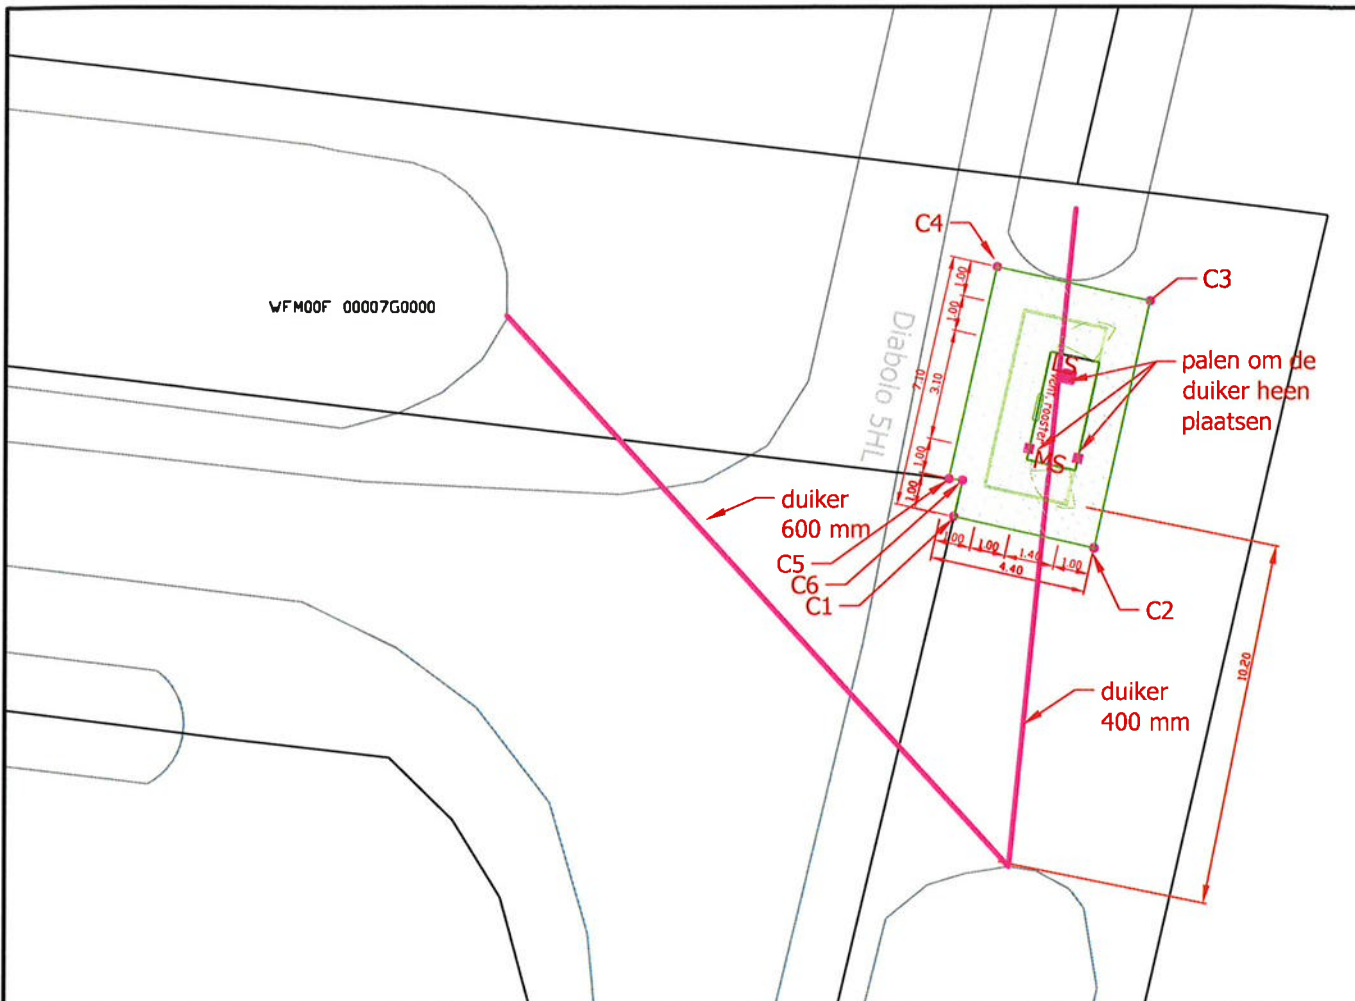 C4
C3
WFM00F 00007G0000
Diabolo 5HL
1.00
1.00
7.10
3.10
1.00
1.00
LS
vent. rooster
MS
palen om de
duiker heen
plaatsen
duiker
600 mm
C5
C6
C1
1.00
1.00
1.40
1.00
4.40
C2
10.20
duiker
400 mm